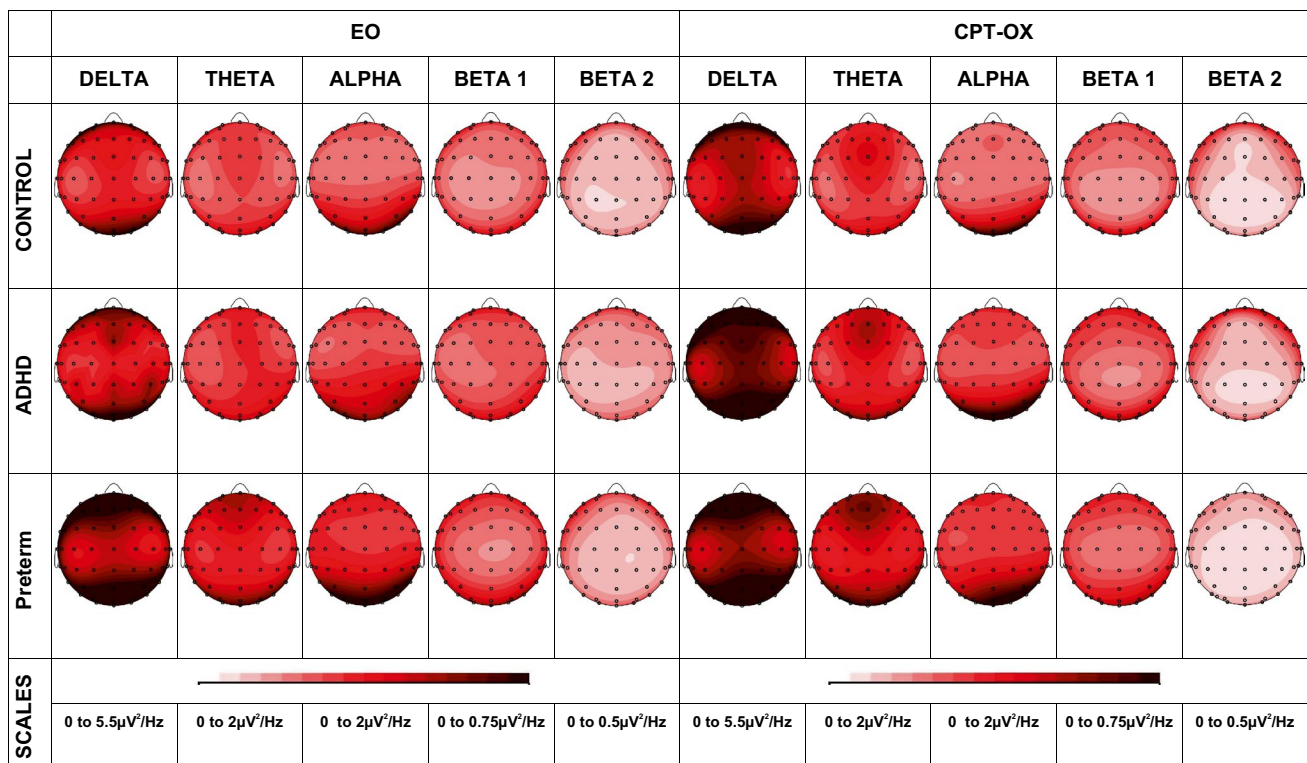 EO CPT-OX
DELTA THETA ALPHA BETA 1 BETA 2 DELTA THETA ALPHA BETA 1 BETA 2
CONTROL
ADHD
Preterm
SCALES
0 to 5.5µV²/Hz 0 to 2µV²/Hz 0 to 2µV²/Hz 0 to 0.75µV²/Hz 0 to 0.5µV²/Hz 0 to 5.5µV²/Hz 0 to 2µV²/Hz 0 to 2µV²/Hz 0 to 0.75µV²/Hz 0 to 0.5µV²/Hz